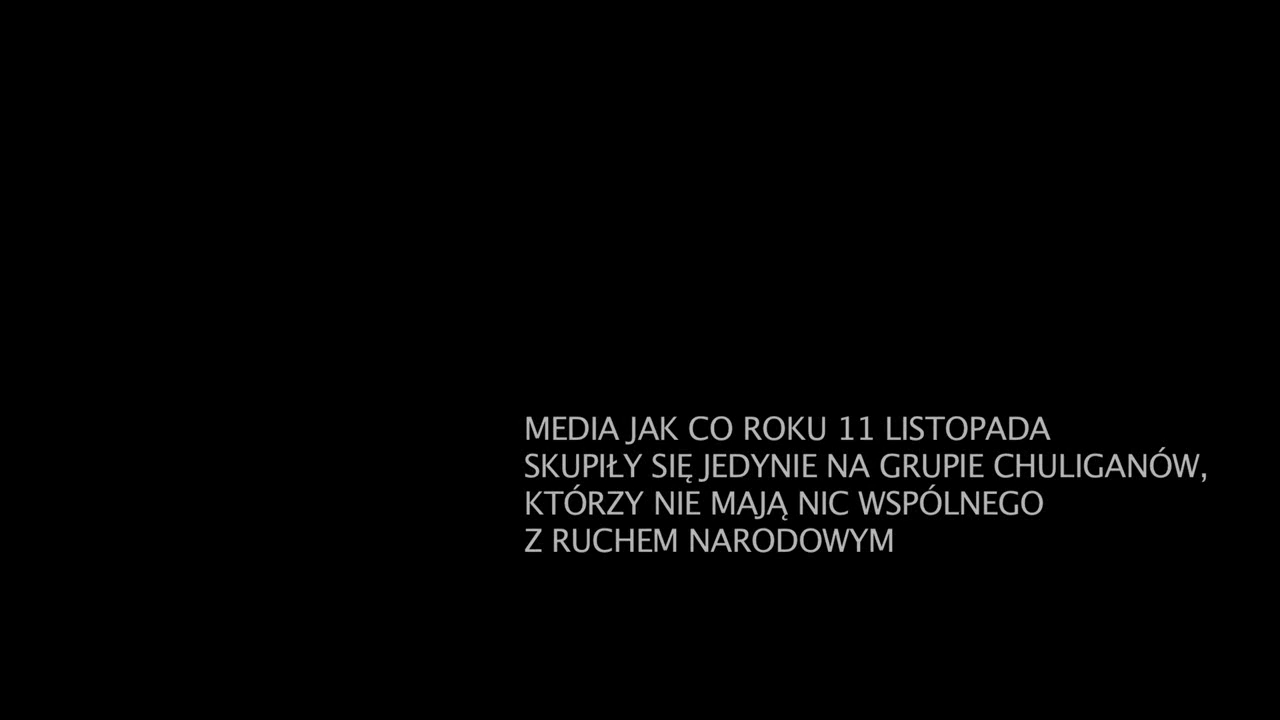 MEDIA JAK CO ROKU 11 LISTOPADA
SKUPIŁY SIĘ JEDYNIE NA GRUPIE CHULIGANÓW,
KTÓRZY NIE MAJĄ NIC WSPÓLNEGO
Z RUCHEM NARODOWYM